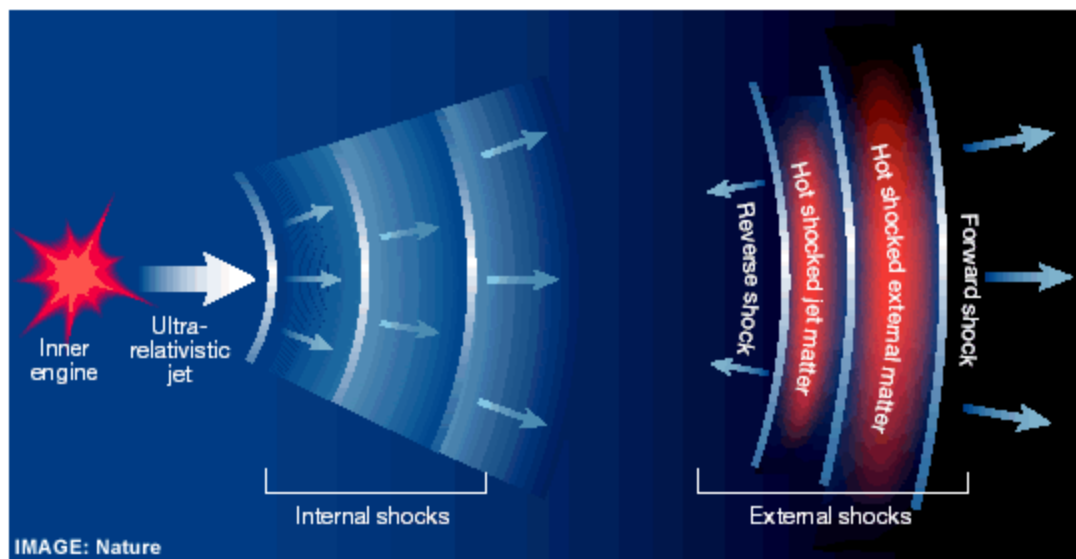 Inner
engine
Ultra-
relativistic
jet
Internal shocks
Reverse shock
Hot shocked jet matter
Hot shocked external matter
Forward shock
External shocks
IMAGE: Nature